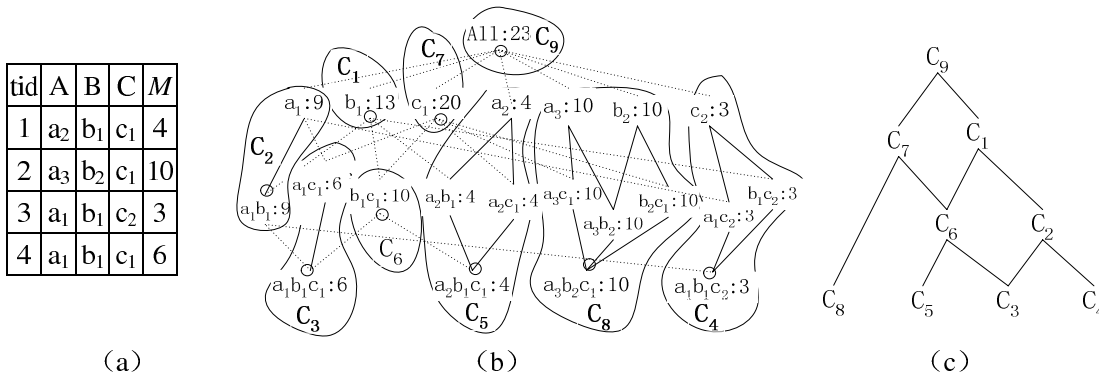 tid A B C M
1 a₂ b₁ c₁ 4
2 a₃ b₂ c₁ 10
3 a₁ b₁ c₂ 3
4 a₁ b₁ c₁ 6
(a)
All:23 C₉
C₁ C₇
a₁:9 b₁:13 c₁:20 a₂:4 a₃:10 b₂:10 c₂:3
C₂
a₁b₁:9 a₁c₁:6 b₁c₁:10 a₂b₁:4 a₂c₁:4 a₃c₁:10 a₃b₂:10 b₂c₁:10 a₁c₂:3 b₁c₂:3
C₆
a₁b₁c₁:6 a₂b₁c₁:4 a₃b₂c₁:10 a₁b₁c₂:3
C₃ C₅ C₈ C₄
(b)
C₉
C₇ C₁
C₆ C₂
C₈ C₅ C₃ C₄
(c)